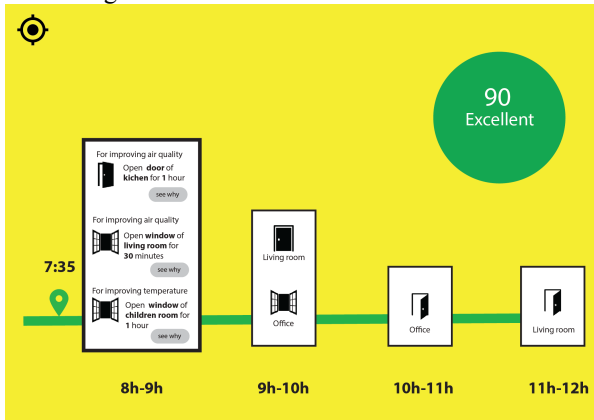 90
Excellent
For improving air quality
Open door of
kichen for 1 hour
see why
For improving air quality
Open window of
living room for
30 minutes
see why
For improving temperature
Open window of
children room for
1 hour
see why
7:35
Living room
Office
Office
Living room
8h-9h
9h-10h
10h-11h
11h-12h